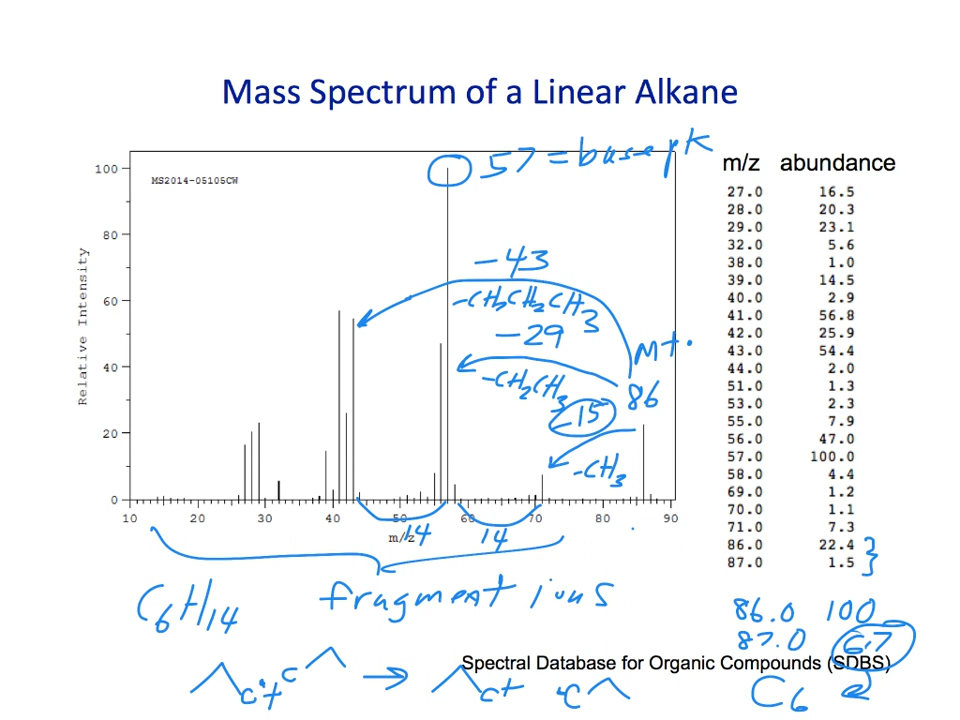 Mass Spectrum of a Linear Alkane
57 = base pk
MS2014-05105CW
Relative Intensity
100
80
60
40
20
0
10 20 30 40 50 60 70 80 90
m/z
-43
-CH2CH2CH3
-29
-CH2CH3
M+•
86
-15
-CH3
14
14
m/z abundance
27.0 16.5
28.0 20.3
29.0 23.1
32.0 5.6
38.0 1.0
39.0 14.5
40.0 2.9
41.0 56.8
42.0 25.9
43.0 54.4
44.0 2.0
51.0 1.3
53.0 2.3
55.0 7.9
56.0 47.0
57.0 100.0
58.0 4.4
69.0 1.2
70.0 1.1
71.0 7.3
86.0 22.4
87.0 1.5
C6H14
fragment ions
86.0 100
87.0 6.7
Spectral Database for Organic Compounds (SDBS)
C6
C•+C → C+ •C